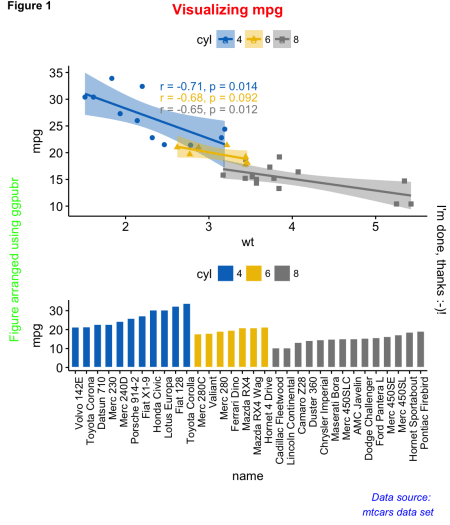 Figure 1
Visualizing mpg
cyl 4 6 8
r = -0.71, p = 0.014
r = -0.68, p = 0.092
r = -0.65, p = 0.012
35
30
25
20
15
10
mpg
2 3 4 5
wt
Figure arranged using ggpubr
I'm done, thanks :-)!
cyl 4 6 8
30
20
10
0
mpg
Volvo 142E
Toyota Corona
Datsun 710
Merc 230
Merc 240D
Porsche 914-2
Fiat X1-9
Honda Civic
Lotus Europa
Fiat 128
Toyota Corolla
Merc 280C
Valiant
Merc 280
Ferrari Dino
Mazda RX4
Mazda RX4 Wag
Hornet 4 Drive
Cadillac Fleetwood
Lincoln Continental
Camaro Z28
Duster 360
Chrysler Imperial
Maserati Bora
Merc 450SLC
AMC Javelin
Dodge Challenger
Ford Pantera L
Merc 450SE
Merc 450SL
Hornet Sportabout
Pontiac Firebird
name
Data source:
mtcars data set